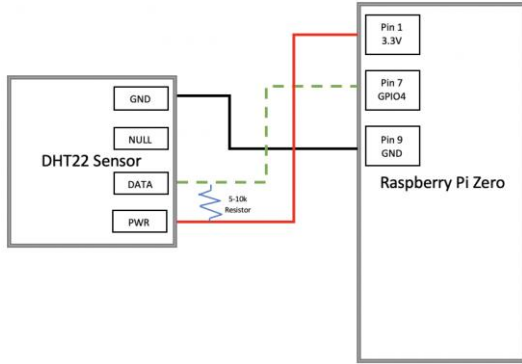 GND
NULL
DHT22 Sensor
DATA
PWR
5-10k
Resistor
Pin 1
3.3V
Pin 7
GPIO4
Pin 9
GND
Raspberry Pi Zero